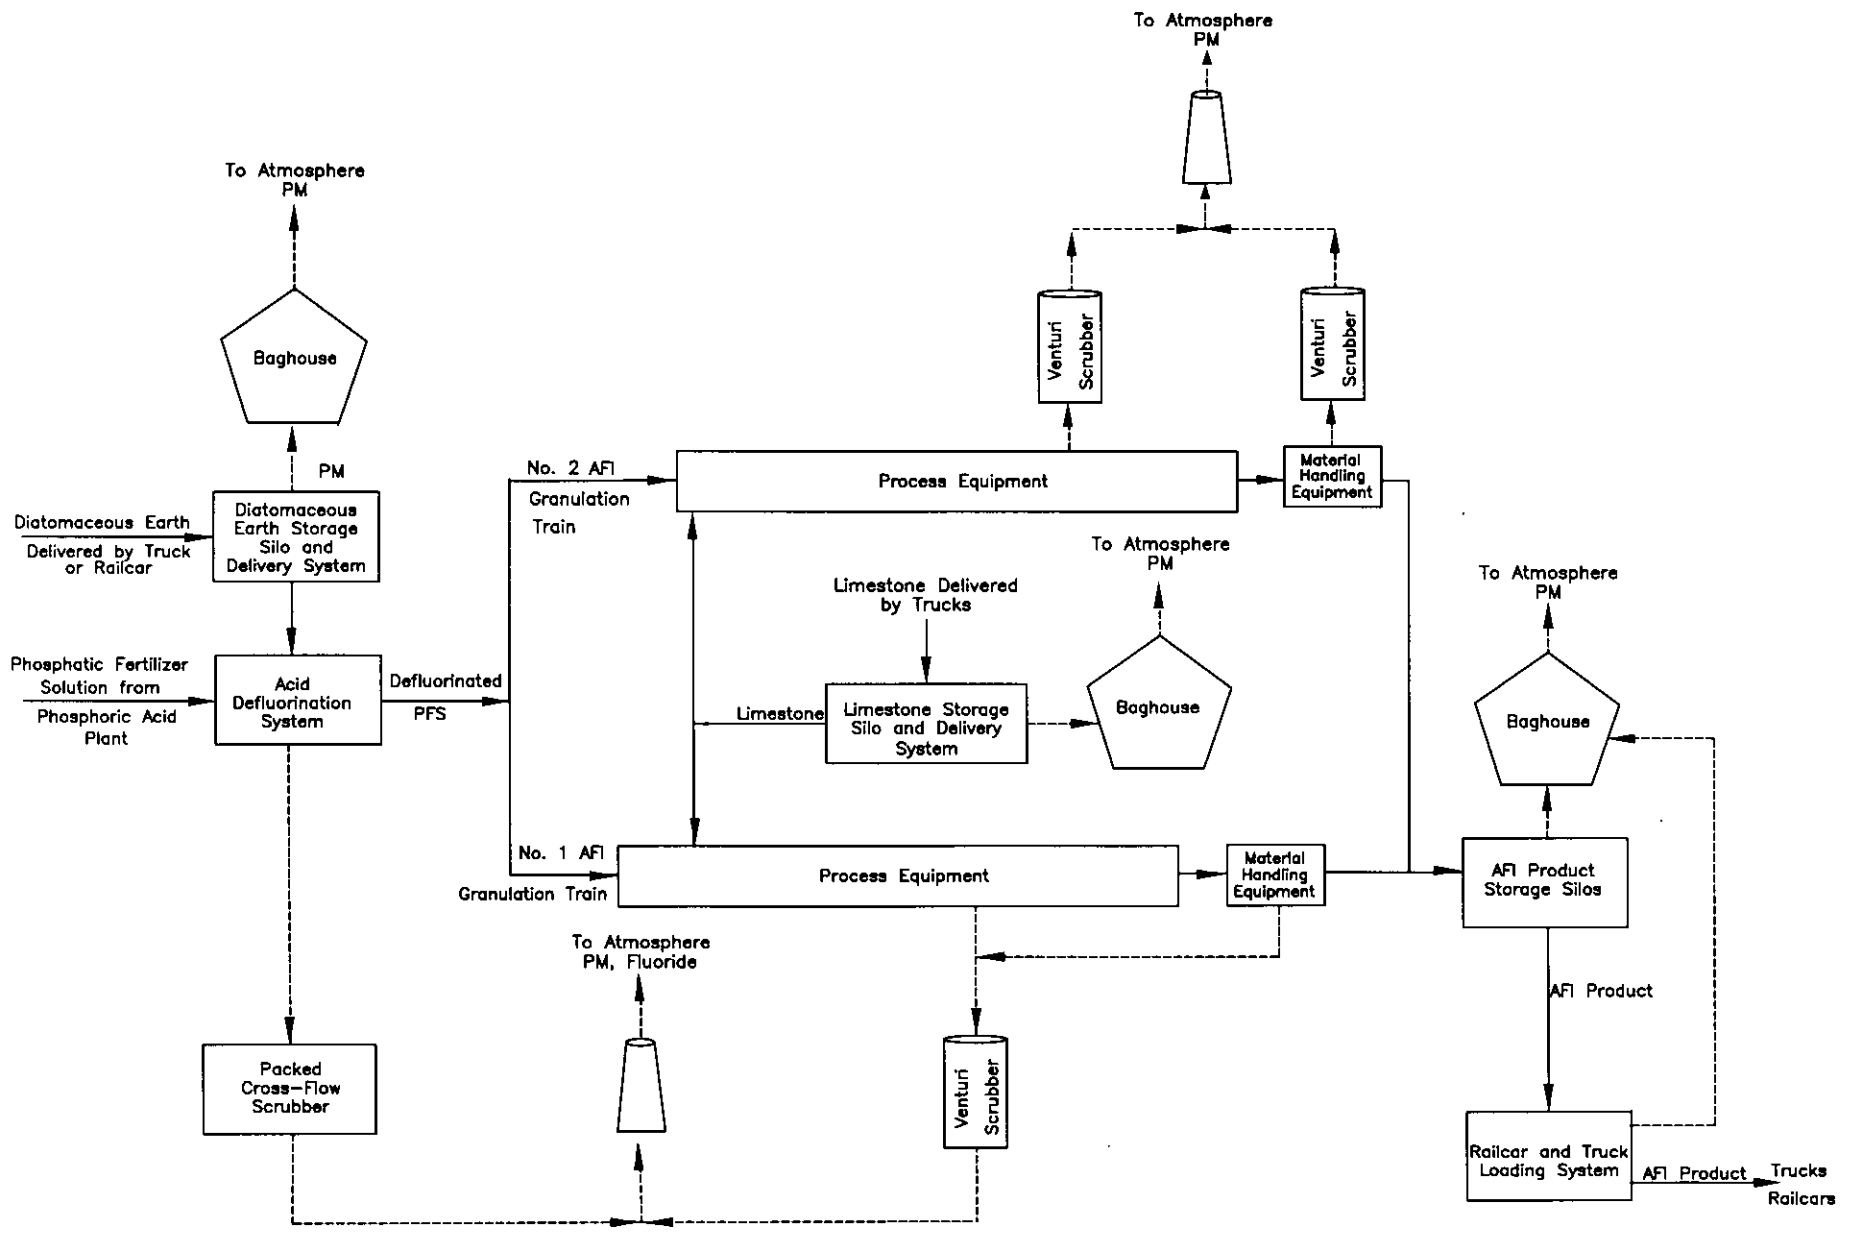 To Atmosphere
PM
To Atmosphere
PM
Baghouse
Venturi
Scrubber
Venturi
Scrubber
PM
Diatomaceous Earth
Delivered by Truck
or Railcar
Diatomaceous
Earth Storage
Silo and
Delivery System
No. 2 AFI
Granulation
Train
Process Equipment
Material
Handling
Equipment
To Atmosphere
PM
Limestone Delivered
by Trucks
To Atmosphere
PM
Phosphatic Fertilizer
Solution from
Phosphoric Acid
Plant
Acid
Defluorination
System
Defluorinated
PFS
Limestone
Limestone Storage
Silo and Delivery
System
Baghouse
Baghouse
No. 1 AFI
Granulation Train
Process Equipment
Material
Handling
Equipment
AFI Product
Storage Silos
To Atmosphere
PM, Fluoride
AFI Product
Packed
Cross-Flow
Scrubber
Venturi
Scrubber
Railcar and Truck
Loading System
AFI Product
Trucks
Railcars